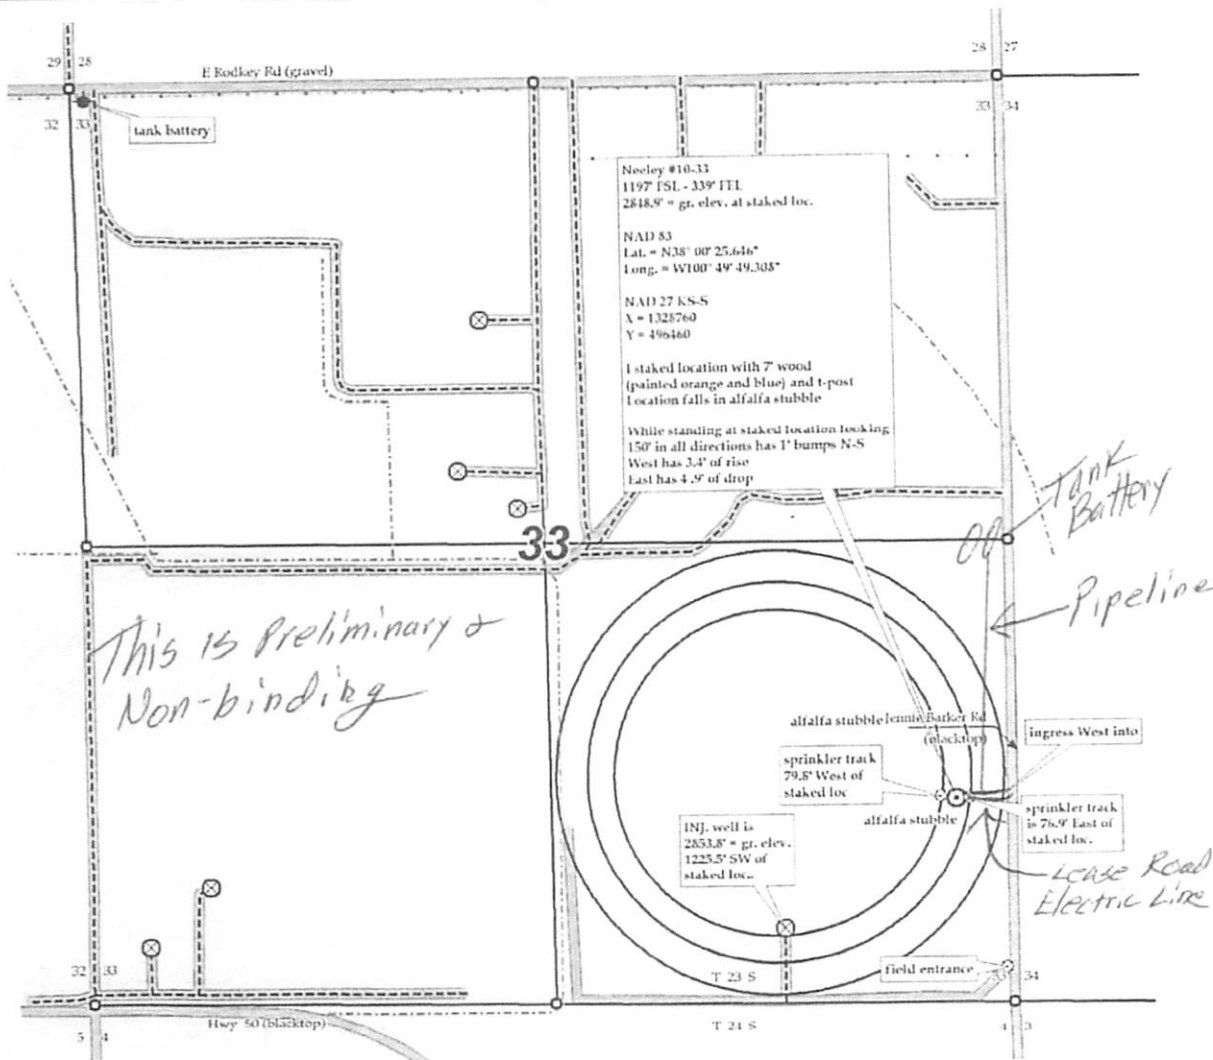 29 28
28 27
E Rodkey Rd (gravel)
32 33
33 34
tank battery
Neeley #10-33
1197' FSL - 339' FEL
2848.9' = gr. elev. at staked loc.
NAD 83
Lat. = N38° 00' 25.646"
Long. = W100° 49' 49.308"
NAD 27 KS-S
X = 1328760
Y = 496460
I staked location with 7' wood
(painted orange and blue) and t-post
Location falls in alfalfa stubble
While standing at staked location looking
150' in all directions has 1' bumps N-S
West has 3.4' of rise
East has 4 .9' of drop
Tank
Battery
33
Pipeline
This is Preliminary &
Non-binding
alfalfa stubble
Jennie Barker Rd
(blacktop)
ingress West into
sprinkler track
79.8' West of
staked loc
alfalfa stubble
sprinkler track
is 76.9' East of
staked loc.
INJ. well is
2853.8' = gr. elev.
1225.5' SW of
staked loc..
Lease Road
Electric Line
32 33
T 23 S
field entrance
33 34
Hwy 50 (blacktop)
T 24 S
5 4
4 3